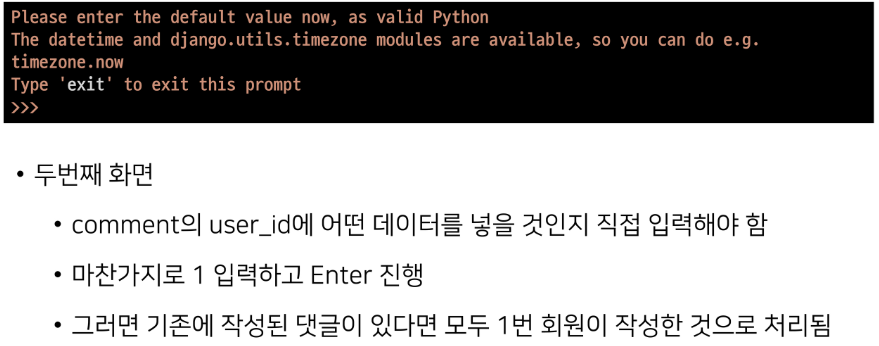 Please enter the default value now, as valid Python
The datetime and django.utils.timezone modules are available, so you can do e.g.
timezone.now
Type 'exit' to exit this prompt
>>>
• 두번째 화면
• comment의 user_id에 어떤 데이터를 넣을 것인지 직접 입력해야 함
• 마찬가지로 1 입력하고 Enter 진행
• 그러면 기존에 작성된 댓글이 있다면 모두 1번 회원이 작성한 것으로 처리됨